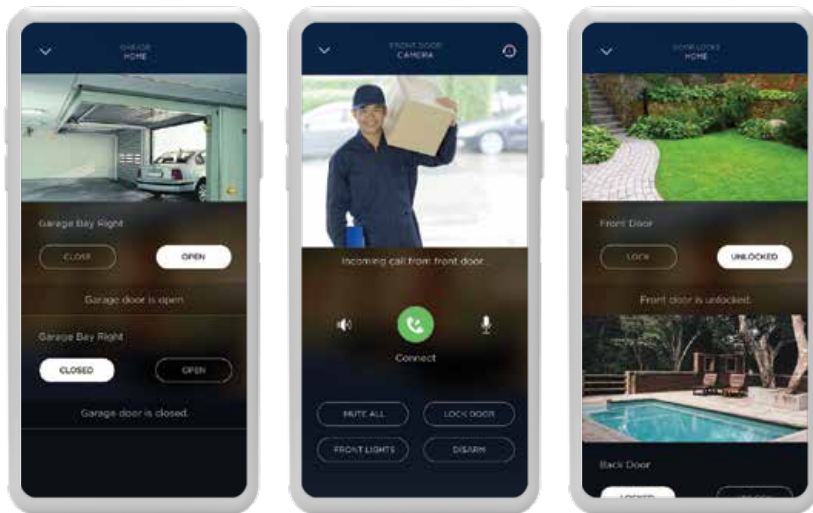 GARAGE
HOME
Garage Bay Right
CLOSE
OPEN
Garage door is open
Garage Bay Right
CLOSED
OPEN
Garage door is closed.
FRONT DOOR
CAMERA
Incoming call from front door...
Connect
MUTE ALL
LOCK DOOR
FRONT LIGHTS
DISARM
DOOR LOCKS
HOME
Front Door
LOCK
UNLOCKED
Front door is unlocked.
Back Door
LOCKED